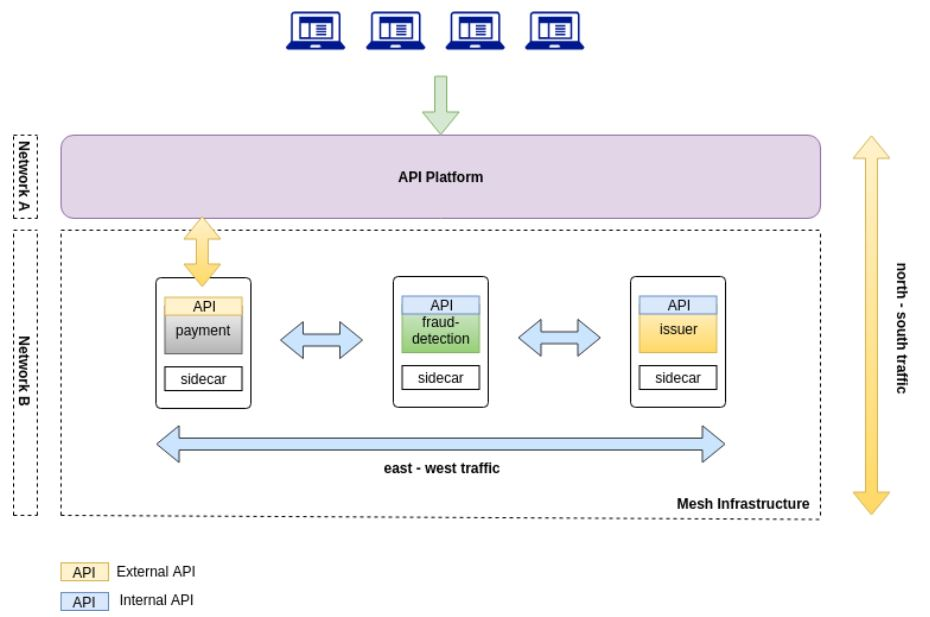 Network A
API Platform
Network B
API
payment
sidecar
API
fraud-
detection
sidecar
API
issuer
sidecar
east - west traffic
Mesh Infrastructure
north - south traffic
API External API
API Internal API